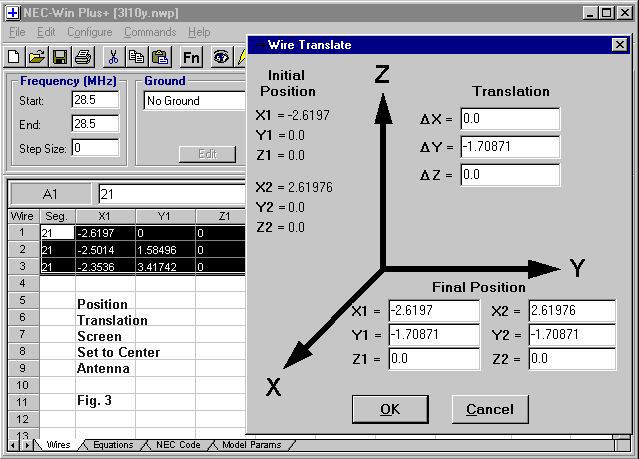 NEC-Win Plus+ [3l10y.nwp]
File Edit Configure Commands Help
Fn
Frequency (MHz)
Start: 28.5
End: 28.5
Step Size: 0
Ground
No Ground
Edit
A1 21
Wire Seg. X1 Y1 Z1
1 21 -2.6197 0 0
2 21 -2.5014 1.58496 0
3 21 -2.3536 3.41742 0
4
5 Position
6 Translation
7 Screen
8 Set to Center
9 Antenna
10
11 Fig. 3
12
13
Wires Equations NEC Code Model Params
Wire Translate
Initial
Position
X1 = -2.6197
Y1 = 0.0
Z1 = 0.0
X2 = 2.61976
Y2 = 0.0
Z2 = 0.0
Z
Y
X
Translation
ΔX = 0.0
ΔY = -1.70871
ΔZ = 0.0
Final Position
X1 = -2.6197 X2 = 2.61976
Y1 = -1.70871 Y2 = -1.70871
Z1 = 0.0 Z2 = 0.0
OK Cancel